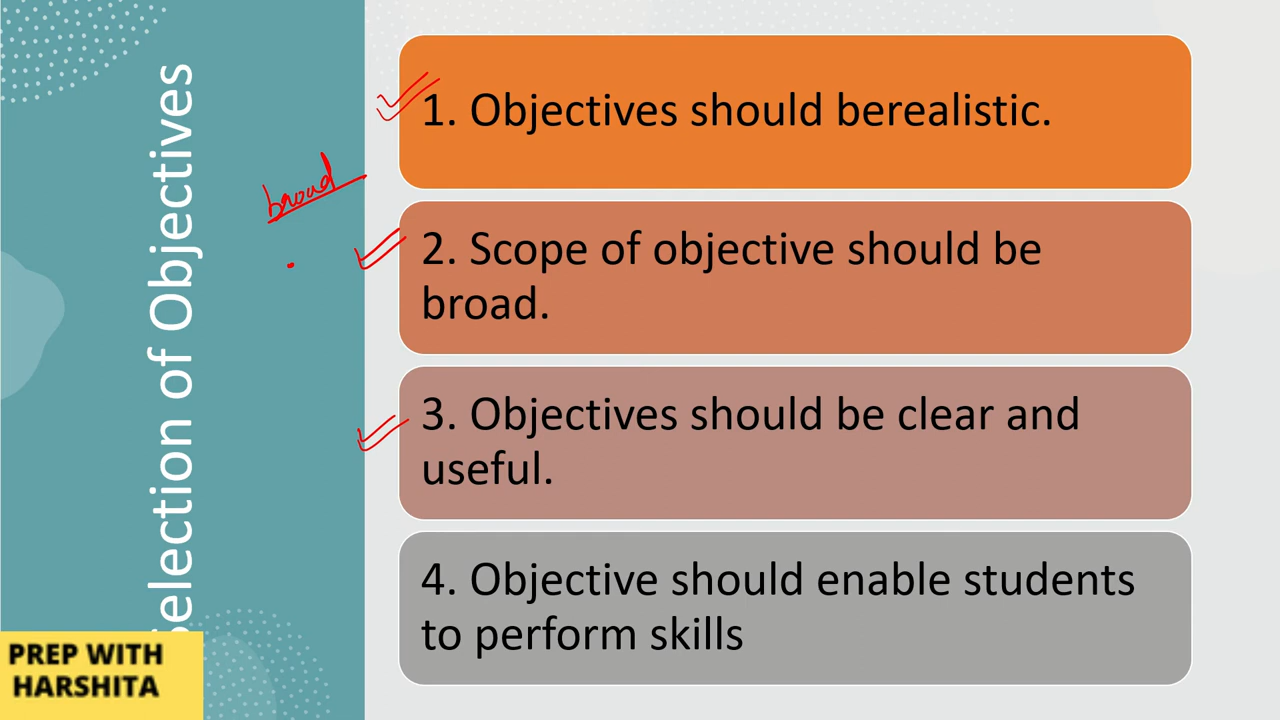 Selection of Objectives
1. Objectives should berealistic.
broad
2. Scope of objective should be
broad.
3. Objectives should be clear and
useful.
4. Objective should enable students
to perform skills
PREP WITH
HARSHITA